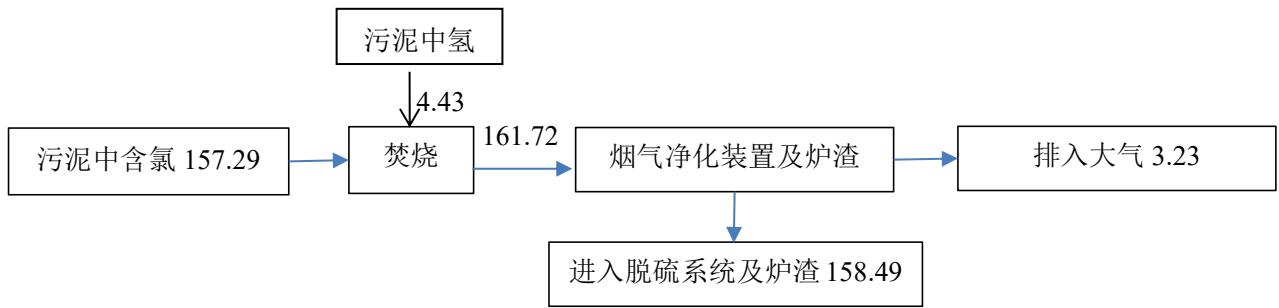 污泥中氢
4.43
污泥中含氯 157.29
焚烧
161.72
烟气净化装置及炉渣
排入大气 3.23
进入脱硫系统及炉渣 158.49